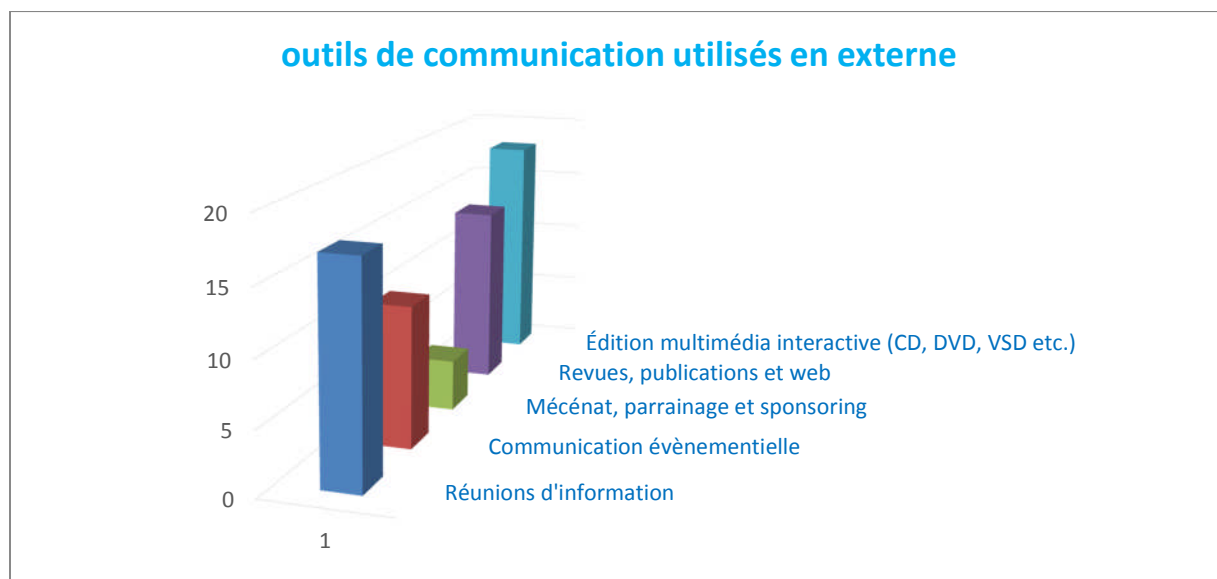 outils de communication utilisés en externe
20
15
10
5
0
1
Édition multimédia interactive (CD, DVD, VSD etc.)
Revues, publications et web
Mécénat, parrainage et sponsoring
Communication évènementielle
Réunions d'information